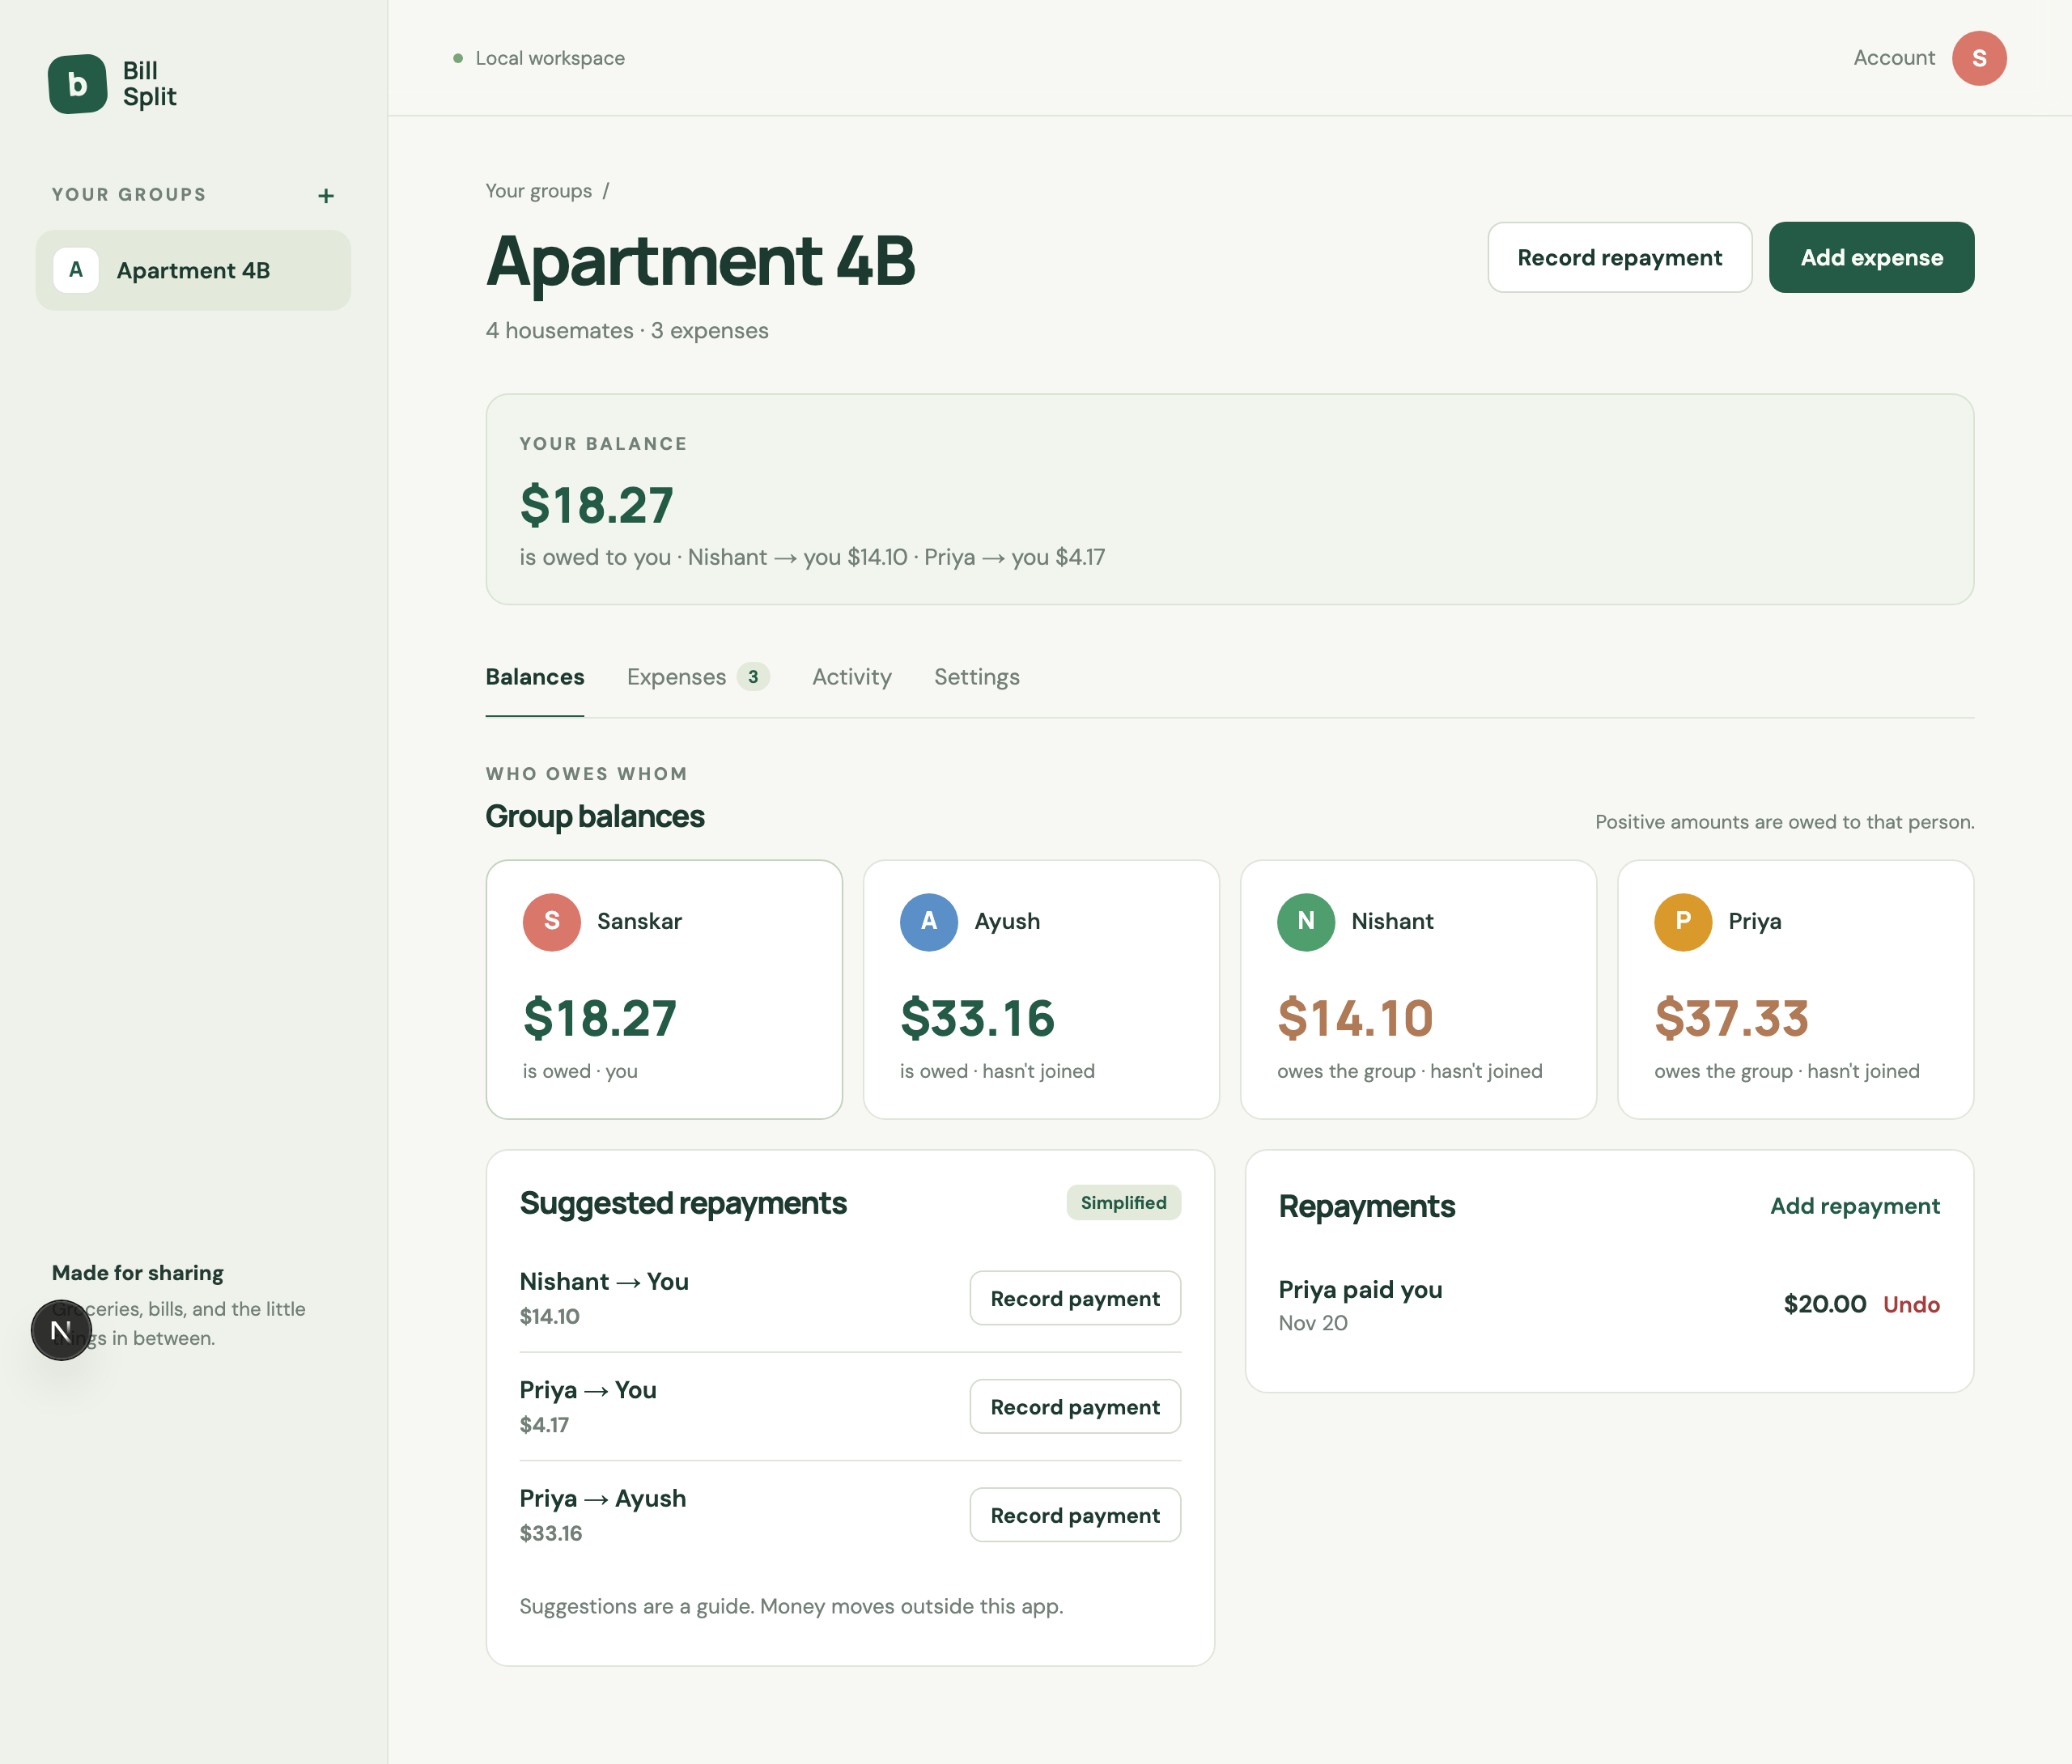 b
Bill
Split
YOUR GROUPS +
A Apartment 4B
Made for sharing
Groceries, bills, and the little
in between.
N
Local workspace
Account S
Your groups /
Apartment 4B
Record repayment
Add expense
4 housemates · 3 expenses
YOUR BALANCE
$18.27
is owed to you · Nishant → you $14.10 · Priya → you $4.17
Balances Expenses 3 Activity Settings
WHO OWES WHOM
Group balances
Positive amounts are owed to that person.
S Sanskar
$18.27
is owed · you
A Ayush
$33.16
is owed · hasn't joined
N Nishant
$14.10
owes the group · hasn't joined
P Priya
$37.33
owes the group · hasn't joined
Suggested repayments
Simplified
Nishant → You
$14.10
Record payment
Priya → You
$4.17
Record payment
Priya → Ayush
$33.16
Record payment
Suggestions are a guide. Money moves outside this app.
Repayments
Add repayment
Priya paid you
Nov 20
$20.00 Undo